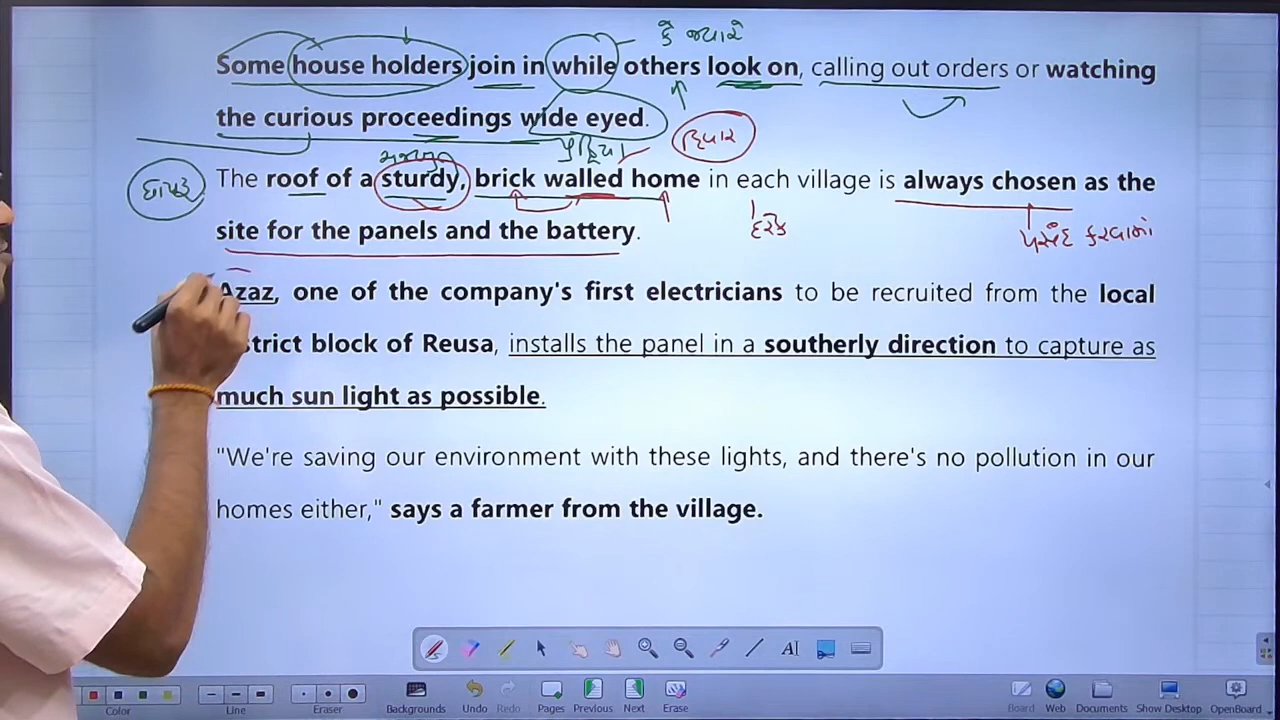 કે જ્યારે
Some house holders join in while others look on, calling out orders or watching
the curious proceedings wide eyed.
મજબૂત
દિવાર
છાપરું
The roof of a sturdy, brick walled home in each village is always chosen as the
દરેક
site for the panels and the battery.
Azaz, one of the company's first electricians to be recruited from the local
strict block of Reusa, installs the panel in a southerly direction to capture as
much sun light as possible.
"We're saving our environment with these lights, and there's no pollution in our
homes either," says a farmer from the village.
Color Line Eraser Backgrounds Undo Redo Pages Previous Next Erase Board Web Documents Show Desktop OpenBoard